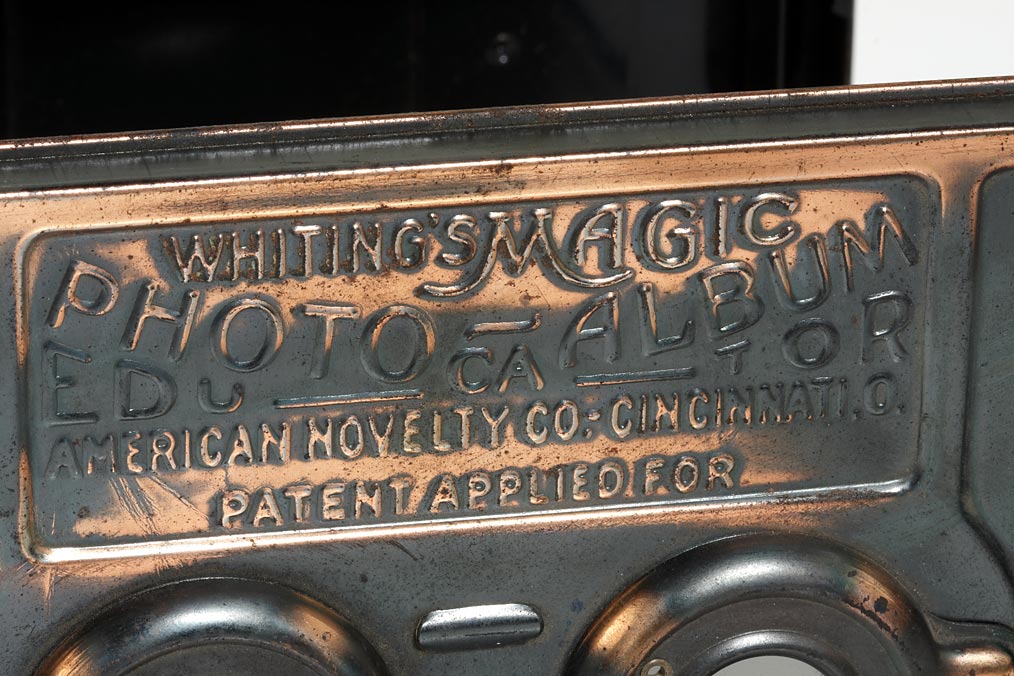 WHITING'S MAGIC
PHOTO-ALBUM
EDUCATOR
AMERICAN NOVELTY CO. CINCINNATI. O.
PATENT APPLIED FOR